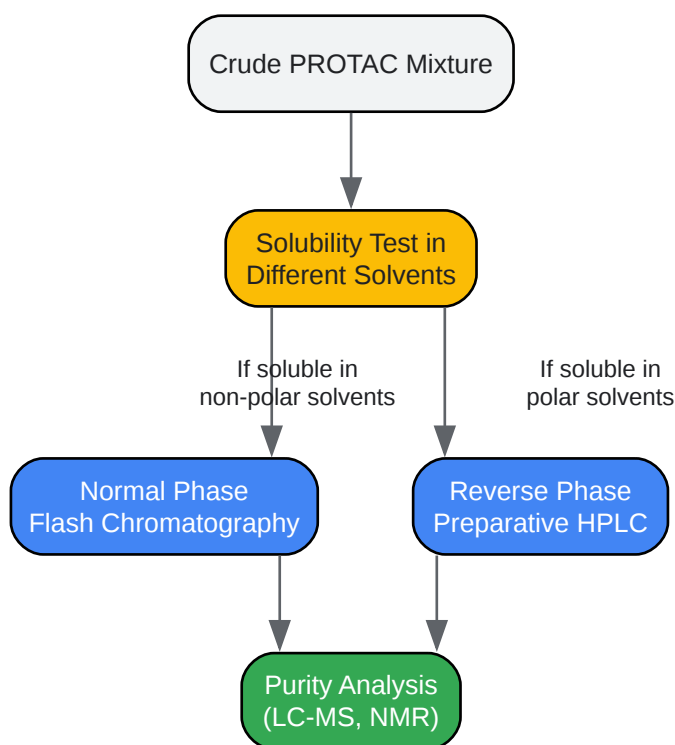 Crude PROTAC Mixture
Solubility Test in
Different Solvents
If soluble in
non-polar solvents
If soluble in
polar solvents
Normal Phase
Flash Chromatography
Reverse Phase
Preparative HPLC
Purity Analysis
(LC-MS, NMR)